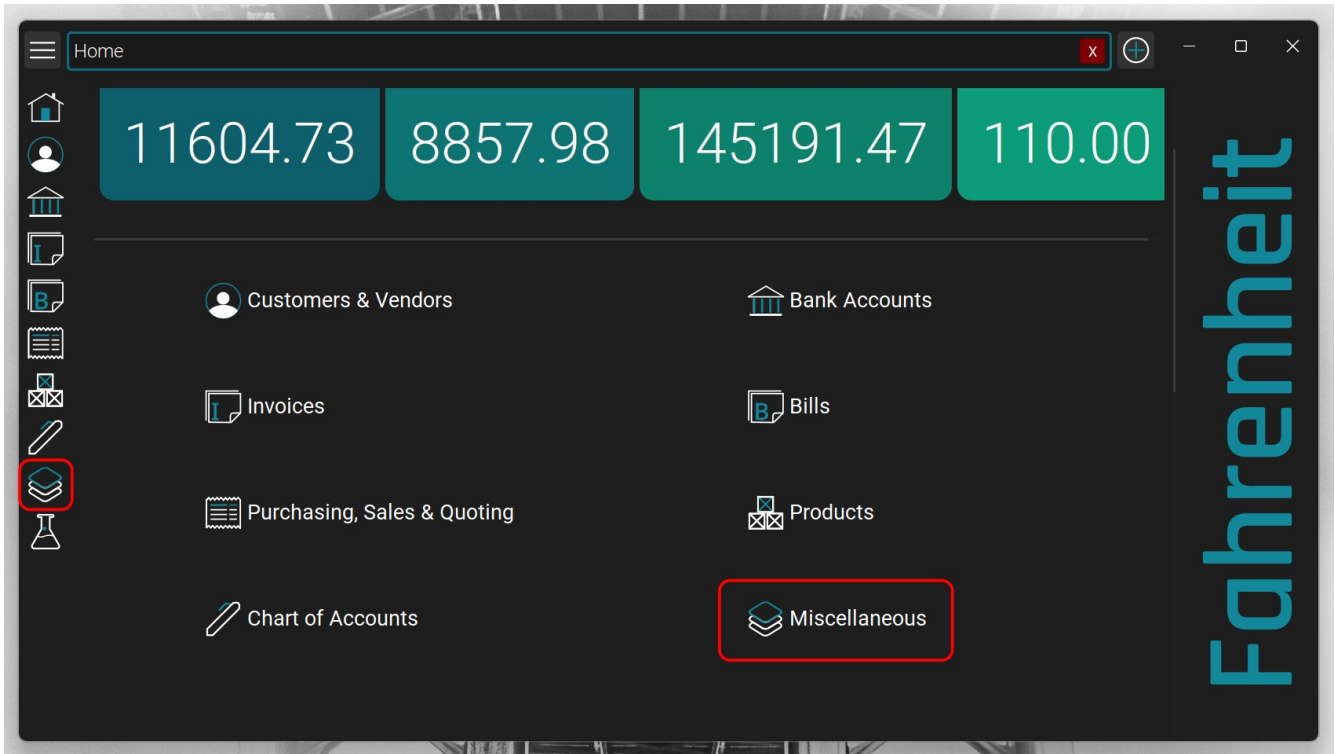 Home
x
11604.73 8857.98 145191.47 110.00
Customers & Vendors
Bank Accounts
I Invoices
B Bills
Purchasing, Sales & Quoting
Products
Chart of Accounts
Miscellaneous
I
B
Fahrenheit